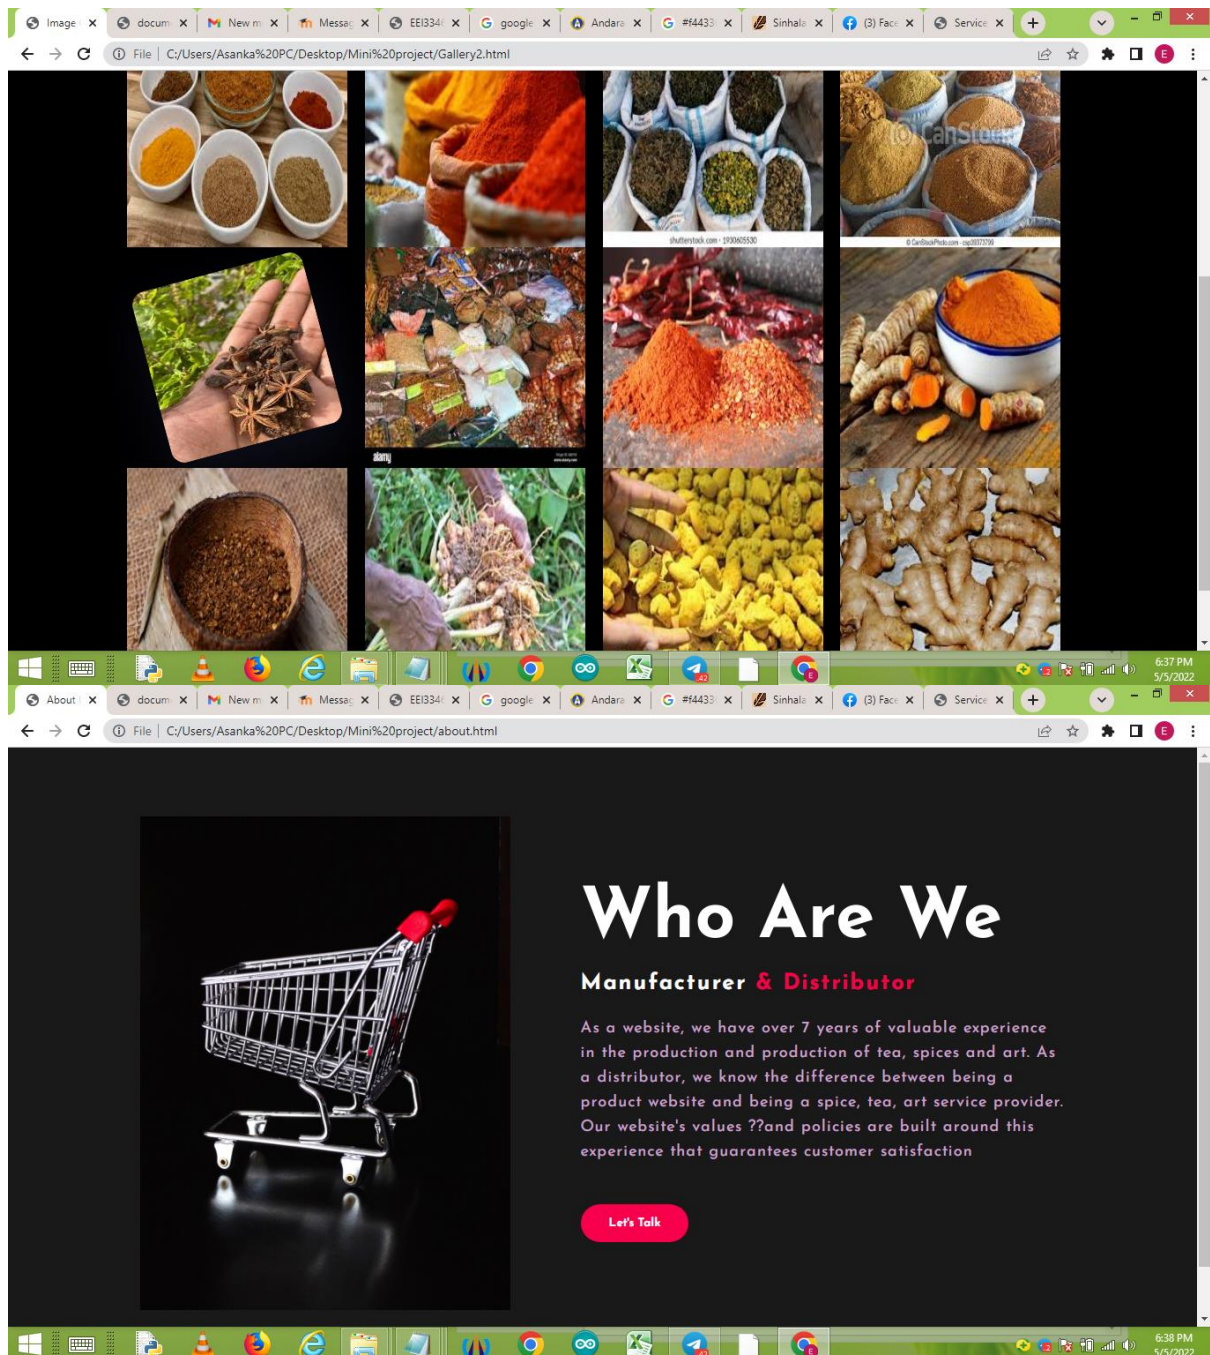 Image
docum
New m
Messag
EEI334
google
Andara
#f4433
Sinhala
(3) Face
Service
File | C:/Users/Asanka%20PC/Desktop/Mini%20project/Gallery2.html
E
(c) CanStock
shutterstock.com · 1930605530
© CanStockPhoto.com - csp38373799
alamy
6:37 PM
5/5/2022
About
docum
New m
Messag
EEI334
google
Andara
#f4433
Sinhala
(3) Face
Service
File | C:/Users/Asanka%20PC/Desktop/Mini%20project/about.html
E
Who Are We
Manufacturer & Distributor
As a website, we have over 7 years of valuable experience
in the production and production of tea, spices and art. As
a distributor, we know the difference between being a
product website and being a spice, tea, art service provider.
Our website's values ??and policies are built around this
experience that guarantees customer satisfaction
Let's Talk
6:38 PM
5/5/2022